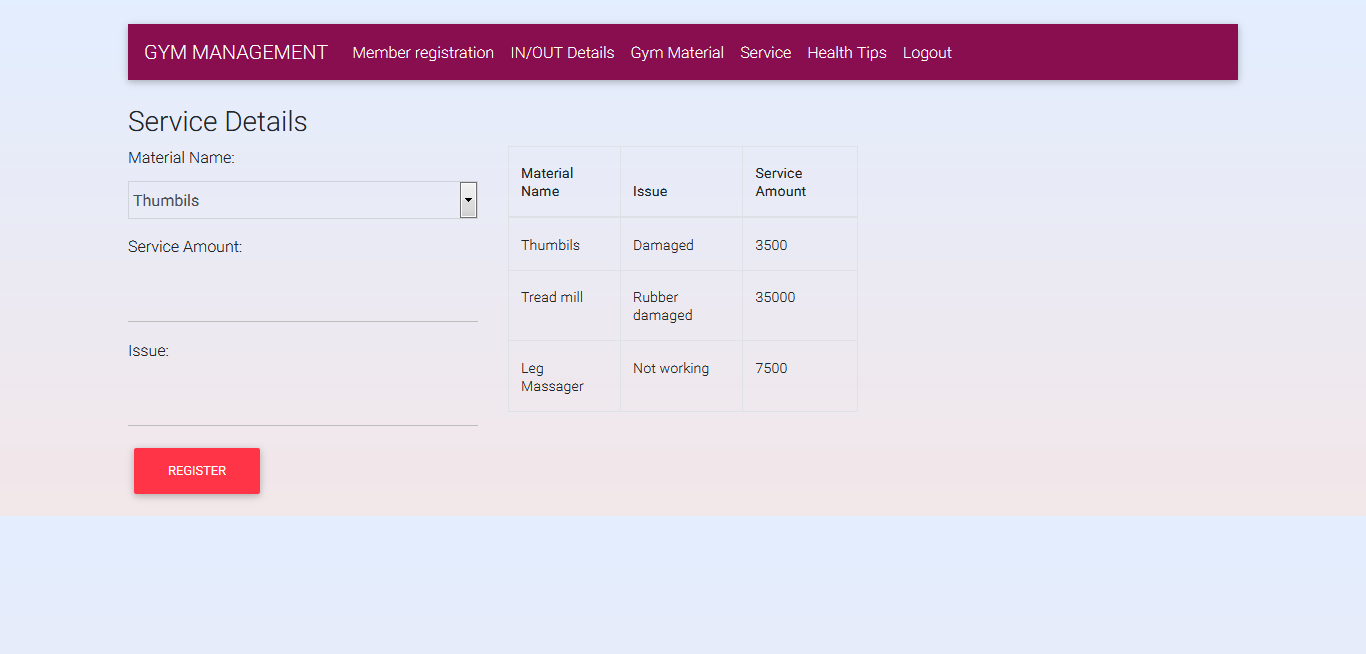 GYM MANAGEMENT Member registration IN/OUT Details Gym Material Service Health Tips Logout
Service Details
Material Name:
Thumbils
Service Amount:
Issue:
REGISTER
Material Name Issue Service Amount
Thumbils Damaged 3500
Tread mill Rubber damaged 35000
Leg Massager Not working 7500